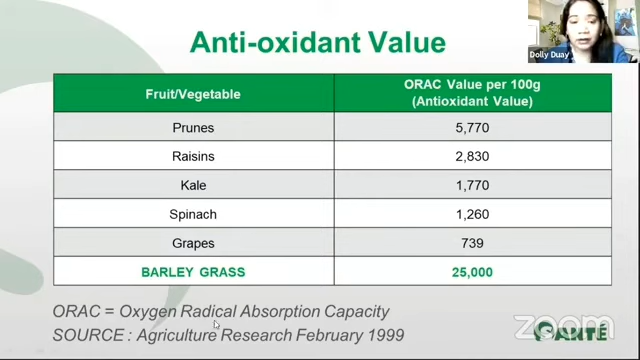 Anti-oxidant Value
Dolly Duay
Fruit/Vegetable ORAC Value per 100g
(Antioxidant Value)
Prunes 5,770
Raisins 2,830
Kale 1,770
Spinach 1,260
Grapes 739
BARLEY GRASS 25,000
ORAC = Oxygen Radical Absorption Capacity
SOURCE : Agriculture Research February 1999
zoom
SANTÉ